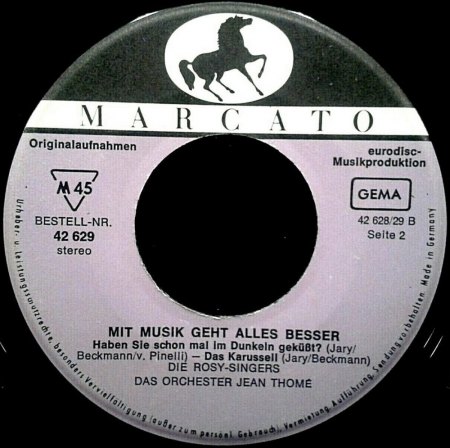 MARCATO
Originalaufnahmen
eurodisc-
Musikproduktion
M 45
GEMA
BESTELL-NR.
42 629
stereo
42 628/29 B
Seite 2
MIT MUSIK GEHT ALLES BESSER
Haben Sie schon mal im Dunkeln geküßt? (Jary/
Beckmann/v. Pinelli) – Das Karussell (Jary/Beckmann)
DIE ROSY-SINGERS
DAS ORCHESTER JEAN THOMÉ
Urheber- u. Leistungsschutzrechte, besonders Vervielfältigung (außer zum persönl. Gebrauch), Vermietung, Aufführung, Sendung vorbehalten. Made in Germany